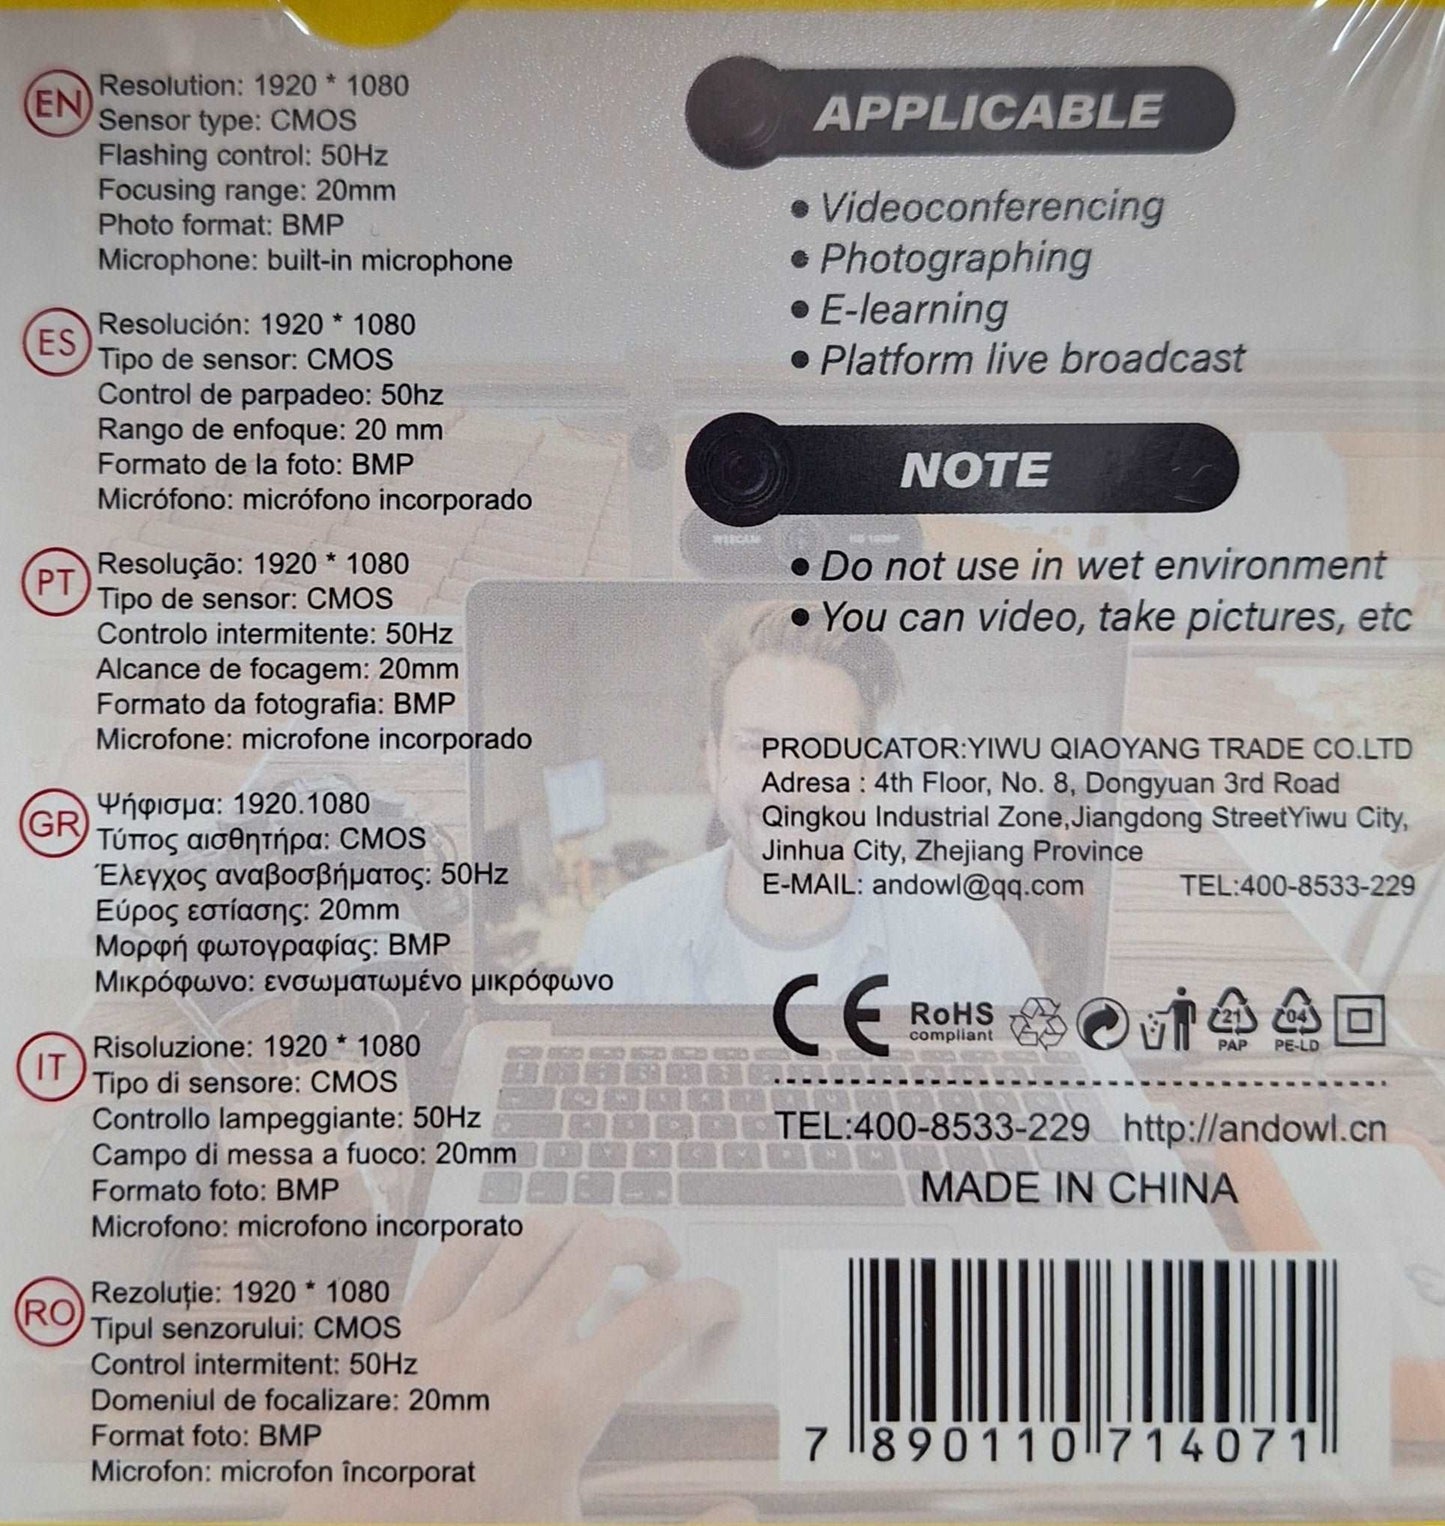 EN
Resolution: 1920 * 1080
Sensor type: CMOS
Flashing control: 50Hz
Focusing range: 20mm
Photo format: BMP
Microphone: built-in microphone
ES
Resolución: 1920 * 1080
Tipo de sensor: CMOS
Control de parpadeo: 50hz
Rango de enfoque: 20 mm
Formato de la foto: BMP
Micrófono: micrófono incorporado
PT
Resolução: 1920 * 1080
Tipo de sensor: CMOS
Controlo intermitente: 50Hz
Alcance de focagem: 20mm
Formato da fotografia: BMP
Microfone: microfone incorporado
GR
Ψήφισμα: 1920.1080
Τύπος αισθητήρα: CMOS
Έλεγχος αναβοσβήματος: 50Hz
Εύρος εστίασης: 20mm
Μορφή φωτογραφίας: BMP
Μικρόφωνο: ενσωματωμένο μικρόφωνο
IT
Risoluzione: 1920 * 1080
Tipo di sensore: CMOS
Controllo lampeggiante: 50Hz
Campo di messa a fuoco: 20mm
Formato foto: BMP
Microfono: microfono incorporato
RO
Rezoluție: 1920 * 1080
Tipul senzorului: CMOS
Control intermitent: 50Hz
Domeniul de focalizare: 20mm
Format foto: BMP
Microfon: microfon încorporat
APPLICABLE
• Videoconferencing
• Photographing
• E-learning
• Platform live broadcast
NOTE
WEBCAM HD 1080P
• Do not use in wet environment
• You can video, take pictures, etc
PRODUCATOR:YIWU QIAOYANG TRADE CO.LTD
Adresa : 4th Floor, No. 8, Dongyuan 3rd Road
Qingkou Industrial Zone,Jiangdong StreetYiwu City,
Jinhua City, Zhejiang Province
E-MAIL: andowl@qq.com TEL:400-8533-229
CE RoHS
compliant
21
PAP
04
PE-LD
TEL:400-8533-229 http://andowl.cn
MADE IN CHINA
7 890110 714071